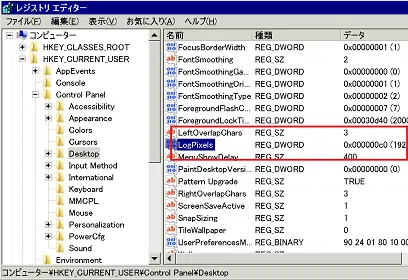 レジストリ エディター
ファイル(F) 編集(E) 表示(V) お気に入り(A) ヘルプ(H)
コンピューター
HKEY_CLASSES_ROOT
HKEY_CURRENT_USER
AppEvents
Console
Control Panel
Accessibility
Appearance
Colors
Cursors
Desktop
Input Method
International
Keyboard
MMCPL
Mouse
Personalization
PowerCfg
Sound
Environment
名前 種類 データ
FocusBorderWidth REG_DWORD 0x00000001 (1)
FontSmoothing REG_SZ 2
FontSmoothingGa... REG_DWORD 0x00000000 (0)
FontSmoothingOri... REG_DWORD 0x00000001 (1)
FontSmoothingType REG_DWORD 0x00000002 (2)
ForegroundFlashC... REG_DWORD 0x00000007 (7)
ForegroundLockTi... REG_DWORD 0x00030d40 (2000
LeftOverlapChars REG_SZ 3
LogPixels REG_DWORD 0x000000c0 (192
MenuShowDelay REG_SZ 400
PaintDesktopVersi... REG_DWORD 0x00000000 (0)
Pattern Upgrade REG_SZ TRUE
RightOverlapChars REG_SZ 3
ScreenSaveActive REG_SZ 1
SnapSizing REG_SZ 1
TileWallpaper REG_SZ 0
UserPreferencesM... REG_BINARY 90 24 01 80 10 00
コンピューター¥HKEY_CURRENT_USER¥Control Panel¥Desktop